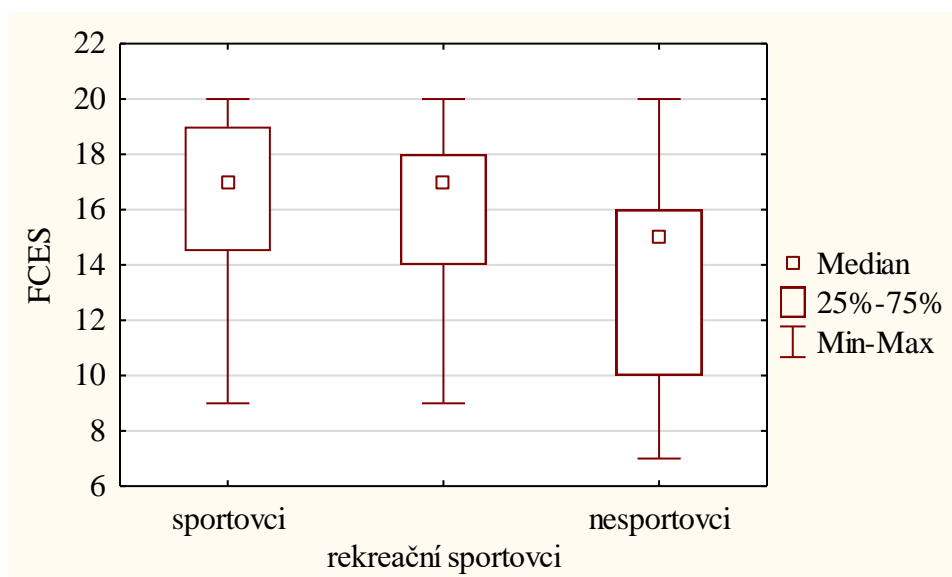 22
20
18
16
14
12
10
8
6
FCES
sportovci
nesportovci
rekreační sportovci
Median
25%-75%
Min-Max